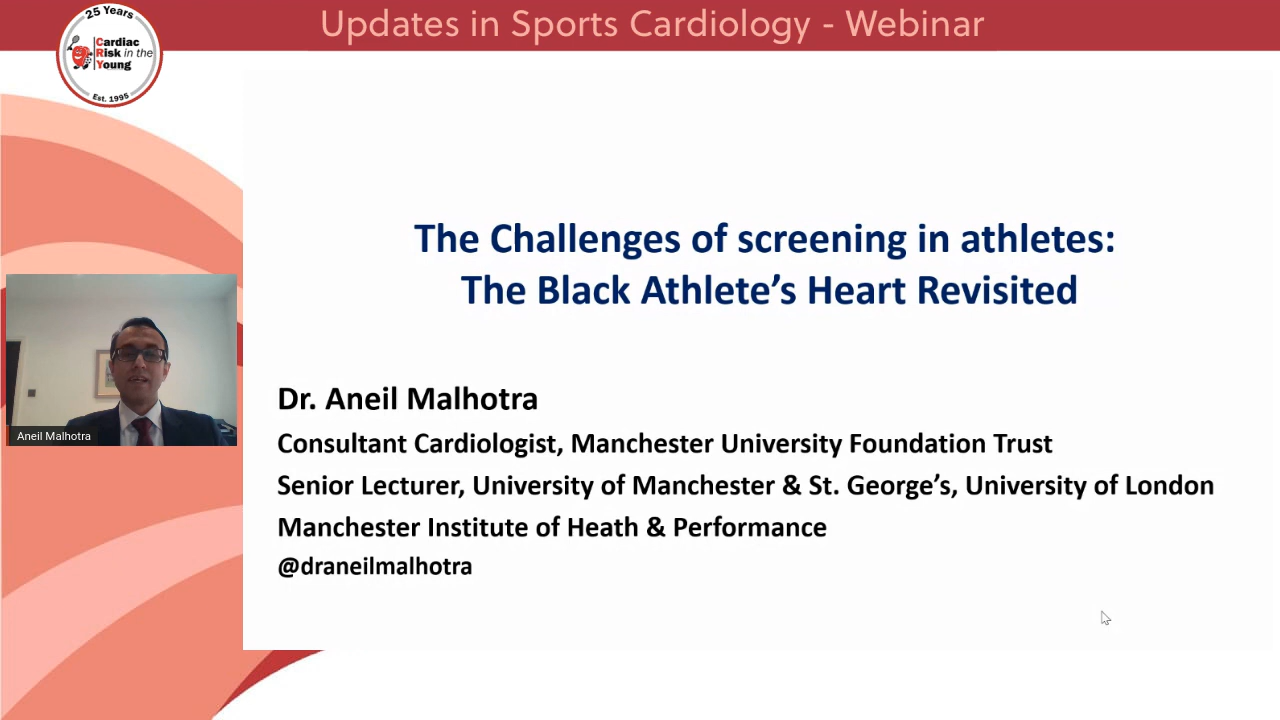 Updates in Sports Cardiology - Webinar
25 Years
Cardiac
Risk in the
Young
Est. 1995
The Challenges of screening in athletes:
The Black Athlete's Heart Revisited
Dr. Aneil Malhotra
Consultant Cardiologist, Manchester University Foundation Trust
Senior Lecturer, University of Manchester & St. George's, University of London
Manchester Institute of Heath & Performance
@draneilmalhotra
Aneil Malhotra